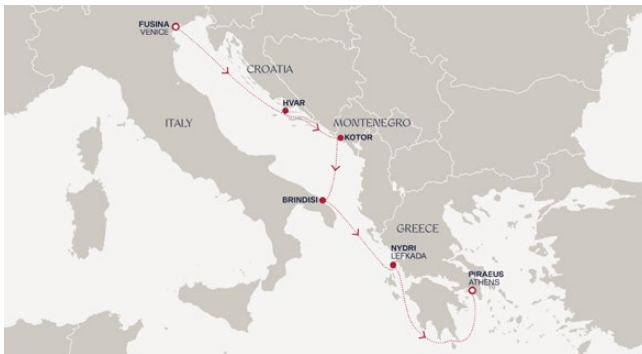 FUSINA
VENICE
CROATIA
HVAR
ITALY
MONTENEGRO
KOTOR
BRINDISI
GREECE
NYDRI
LEFKADA
PIRAEUS
ATHENS